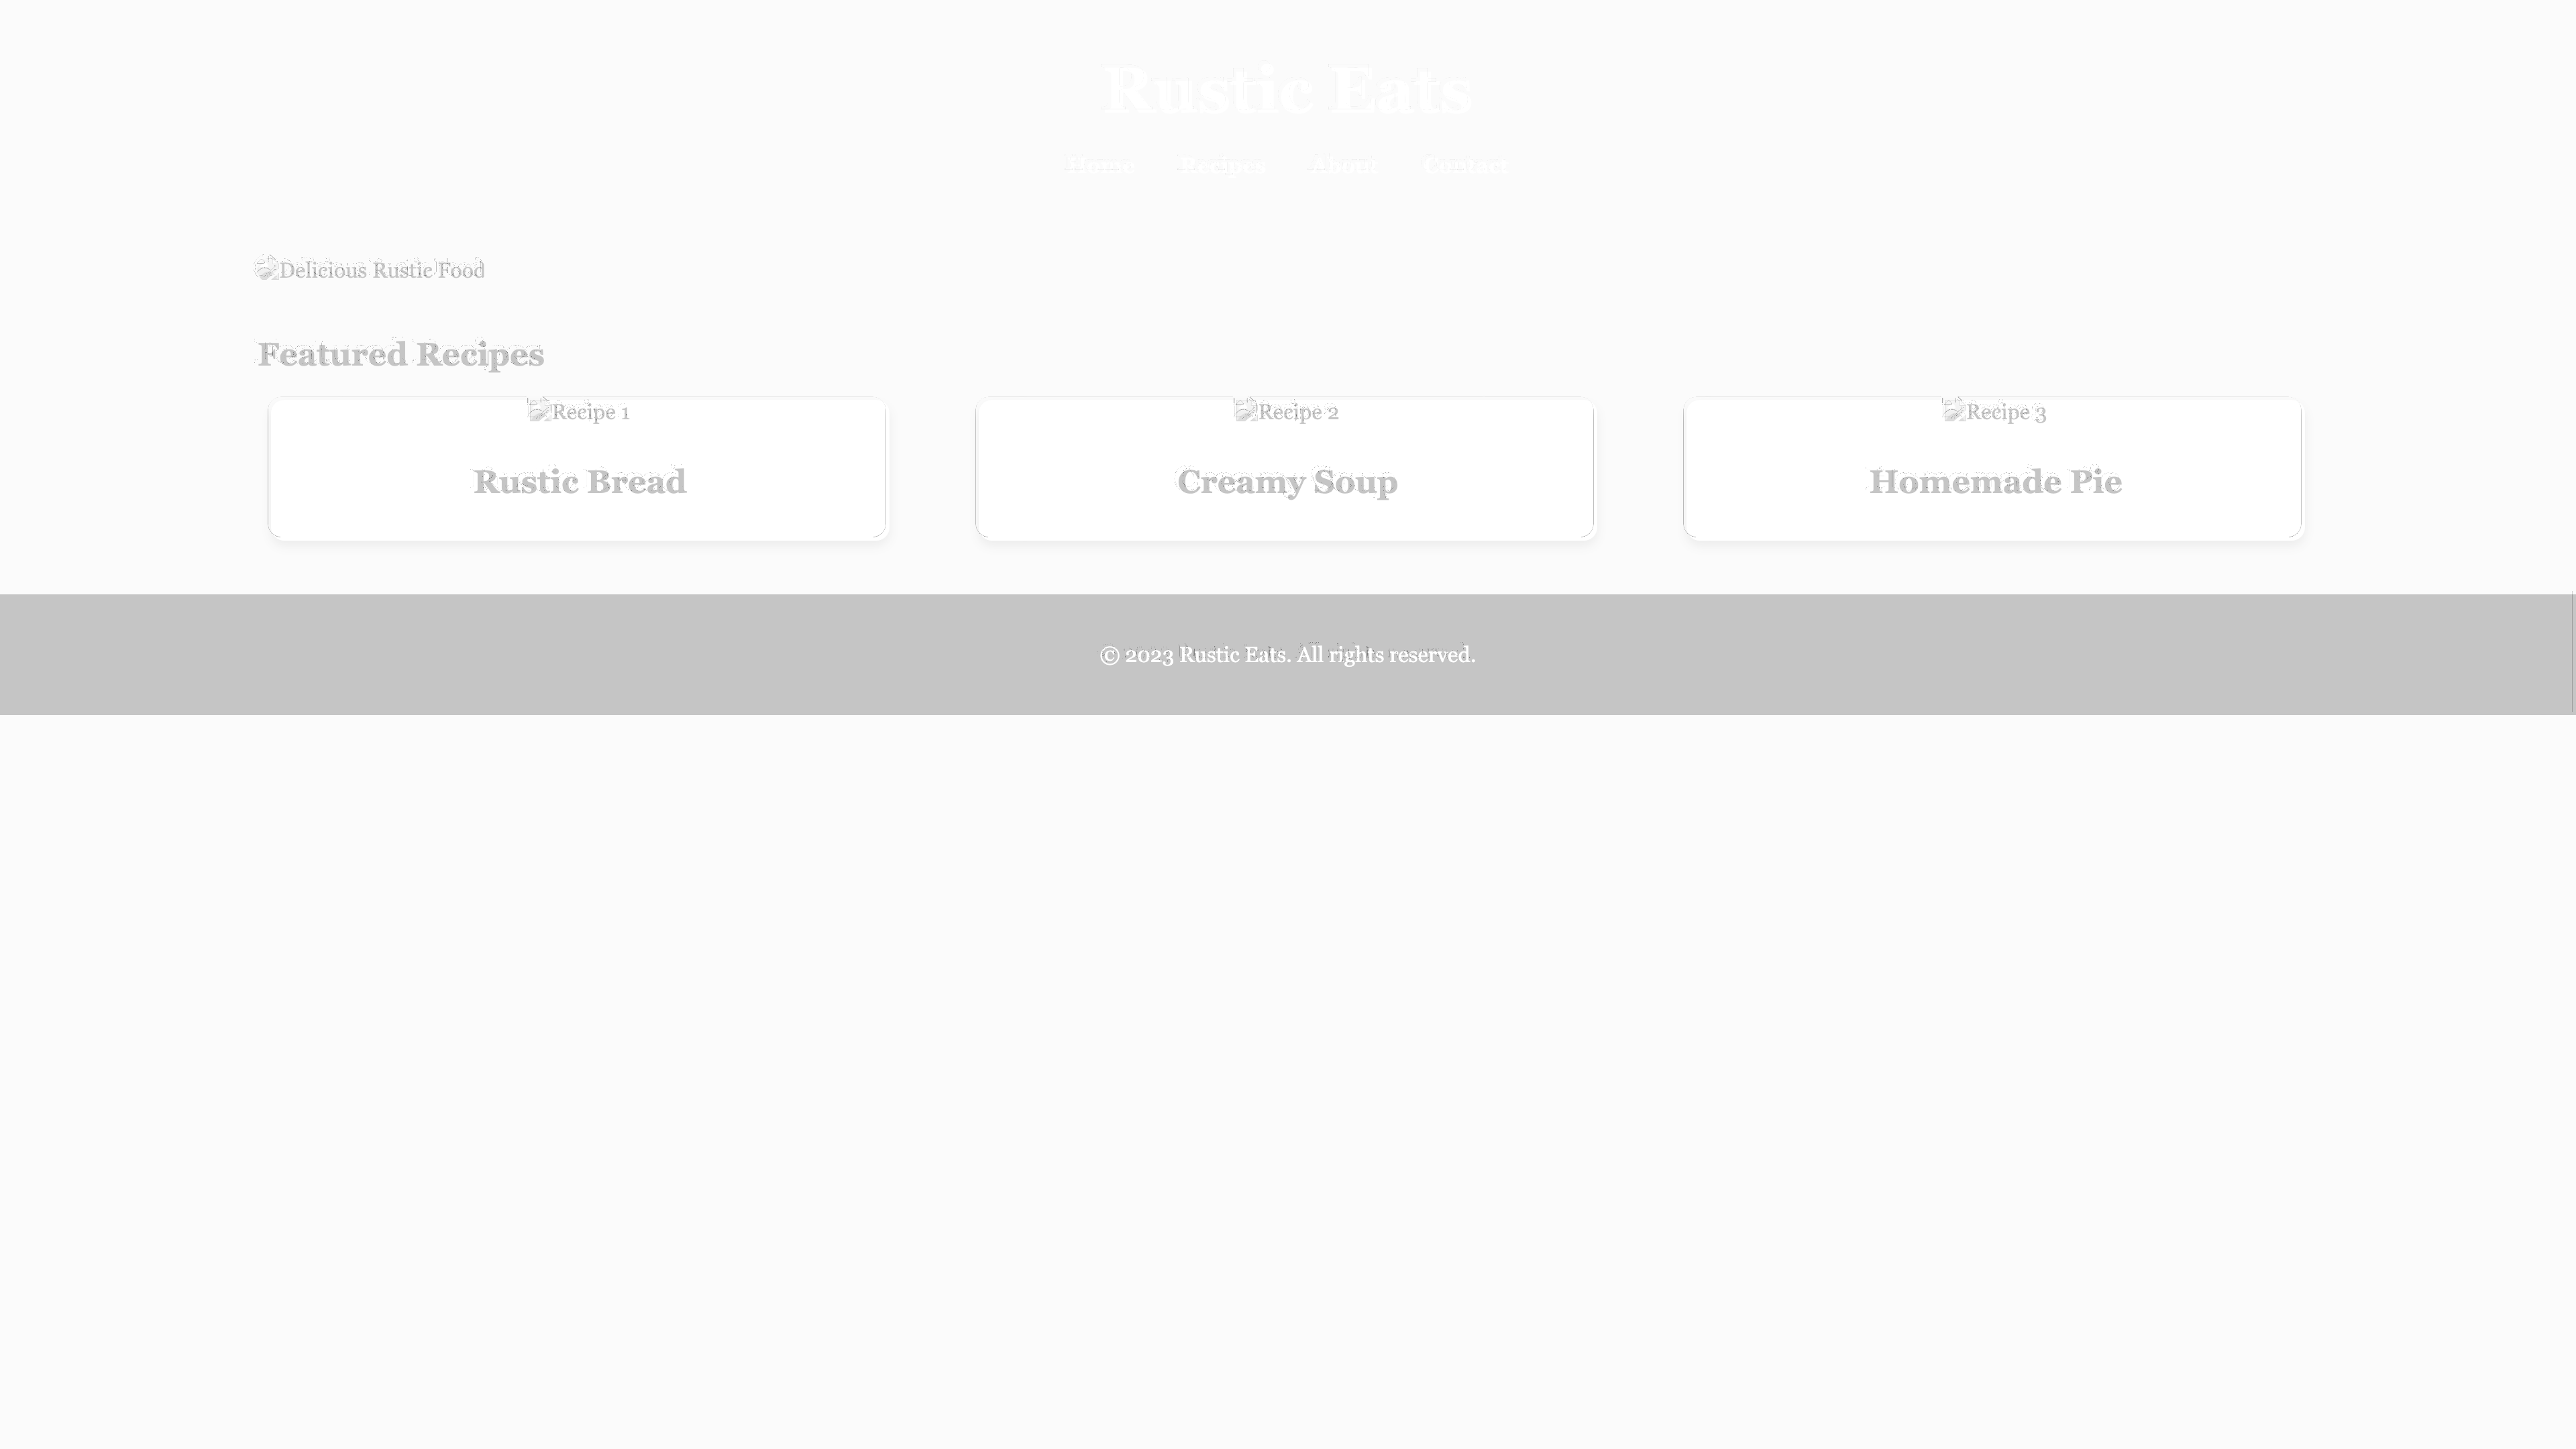 Rustic Eats
Home Recipes About Contact
Delicious Rustic Food
Featured Recipes
Recipe 1 Recipe 2 Recipe 3
Rustic Bread Creamy Soup Homemade Pie
© 2023 Rustic Eats. All rights reserved.